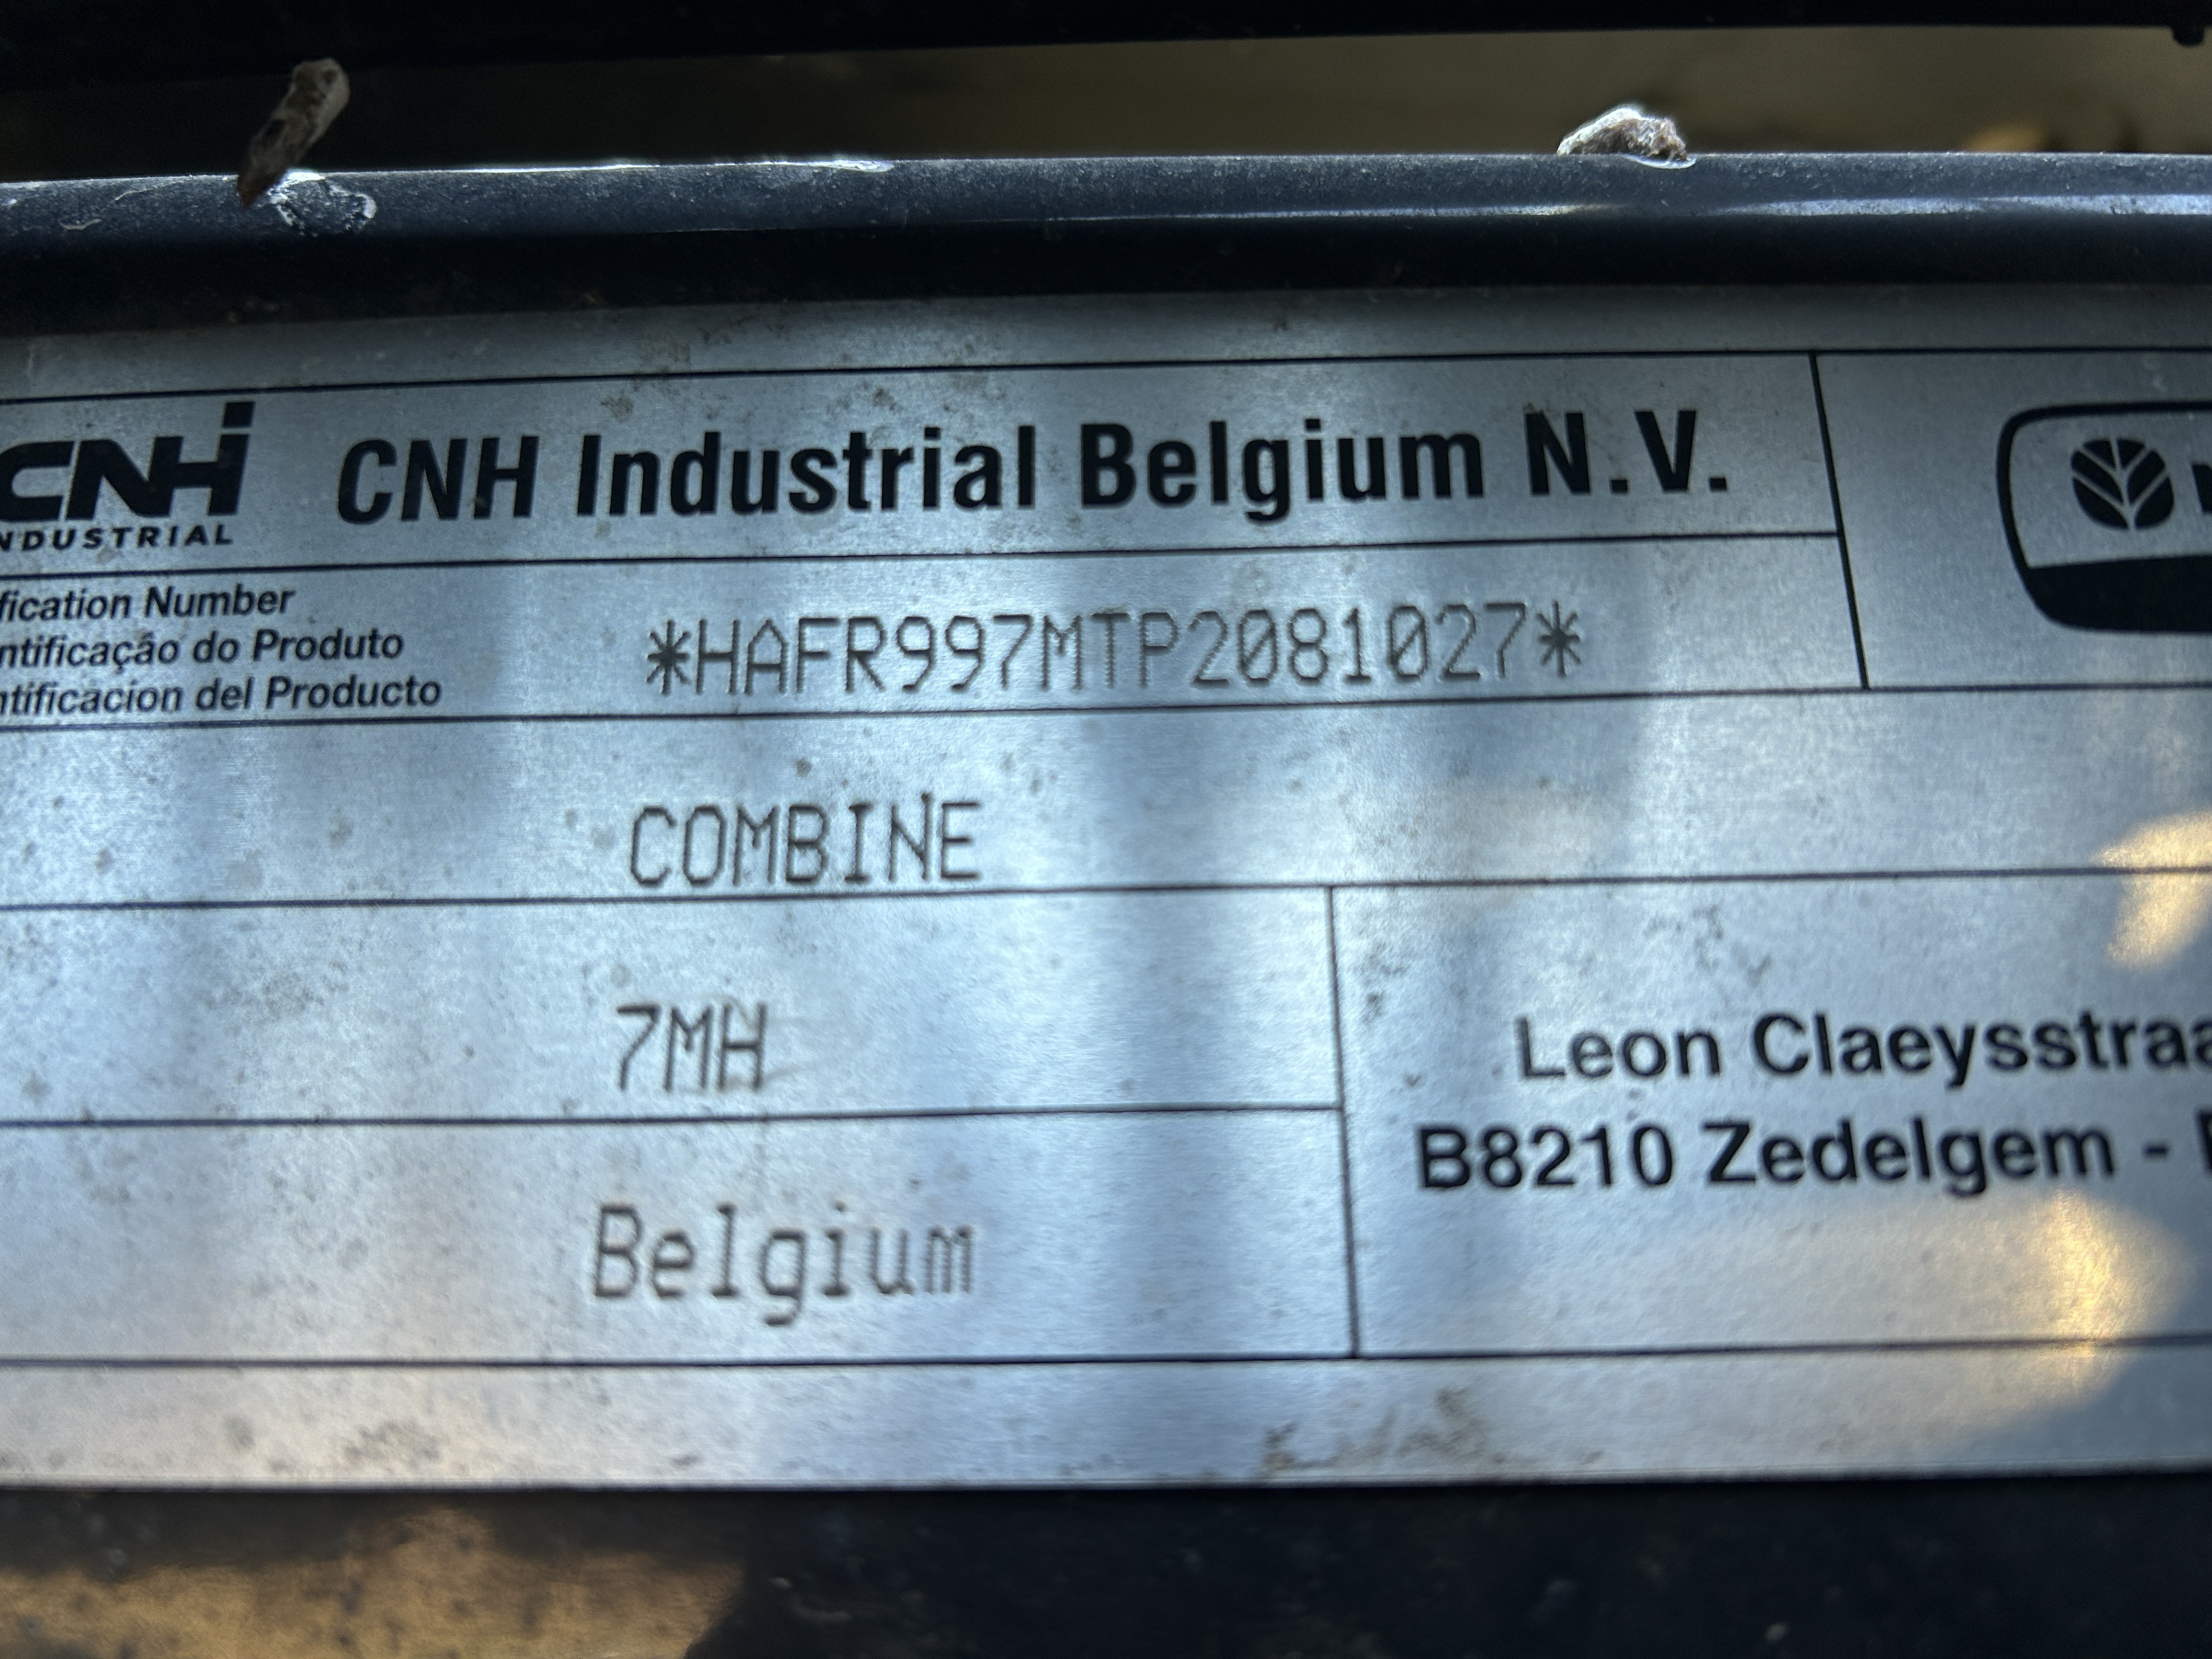 CNH
INDUSTRIAL
CNH Industrial Belgium N.V.
fication Number
ntificação do Produto
ntificacion del Producto
*HAFR997MTP2081027*
COMBINE
7MH
Belgium
Leon Claeysstraa
B8210 Zedelgem -